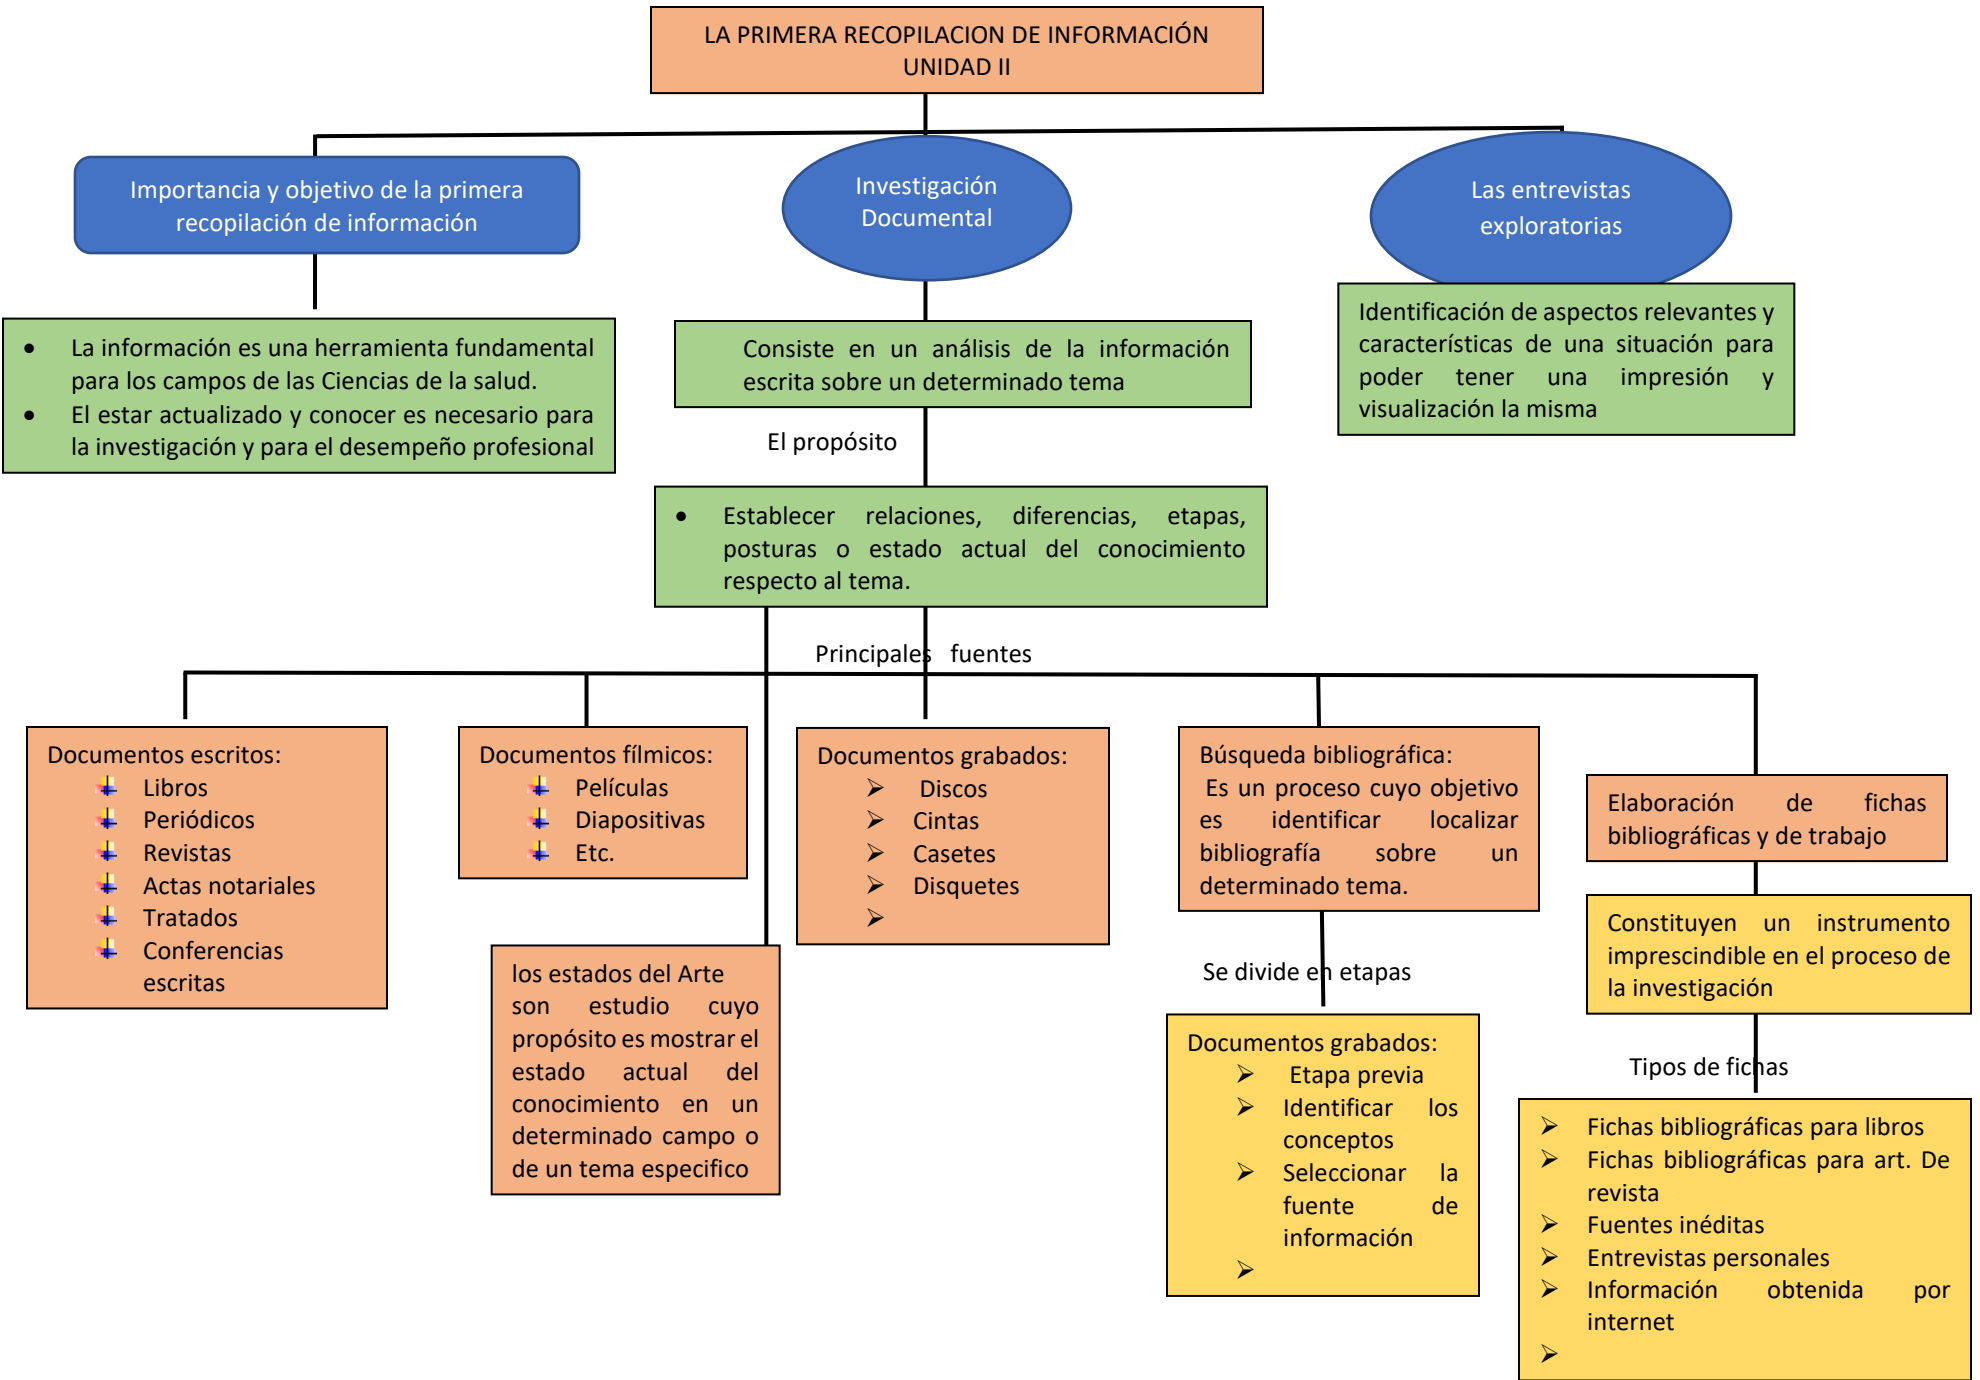 LA PRIMERA RECOPILACION DE INFORMACIÓN
UNIDAD II
Importancia y objetivo de la primera
recopilación de información
Investigación
Documental
Las entrevistas
exploratorias
• La información es una herramienta fundamental
para los campos de las Ciencias de la salud.
• El estar actualizado y conocer es necesario para
la investigación y para el desempeño profesional
Consiste en un análisis de la información
escrita sobre un determinado tema
Identificación de aspectos relevantes y
características de una situación para
poder tener una impresión y
visualización la misma
El propósito
• Establecer relaciones, diferencias, etapas,
posturas o estado actual del conocimiento
respecto al tema.
Principales fuentes
Documentos escritos:
Libros
Periódicos
Revistas
Actas notariales
Tratados
Conferencias
escritas
Documentos fílmicos:
Películas
Diapositivas
Etc.
los estados del Arte
son estudio cuyo
propósito es mostrar el
estado actual del
conocimiento en un
determinado campo o
de un tema especifico
Documentos grabados:
➢ Discos
➢ Cintas
➢ Casetes
➢ Disquetes
➢
Búsqueda bibliográfica:
Es un proceso cuyo objetivo
es identificar localizar
bibliografía sobre un
determinado tema.
Se divide en etapas
Documentos grabados:
➢ Etapa previa
➢ Identificar los
conceptos
➢ Seleccionar la
fuente de
información
➢
Elaboración de fichas
bibliográficas y de trabajo
Constituyen un instrumento
imprescindible en el proceso de
la investigación
Tipos de fichas
➢ Fichas bibliográficas para libros
➢ Fichas bibliográficas para art. De
revista
➢ Fuentes inéditas
➢ Entrevistas personales
➢ Información obtenida por
internet
➢